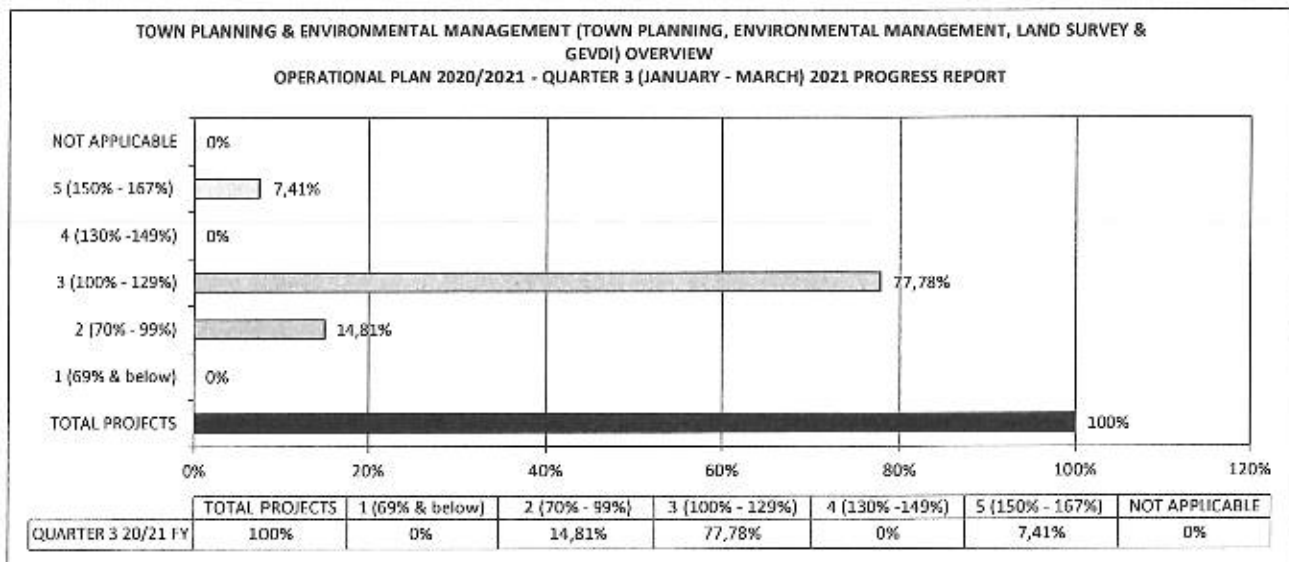 TOWN PLANNING & ENVIRONMENTAL MANAGEMENT (TOWN PLANNING, ENVIRONMENTAL MANAGEMENT, LAND SURVEY &
GEVDI) OVERVIEW
OPERATIONAL PLAN 2020/2021 - QUARTER 3 (JANUARY - MARCH) 2021 PROGRESS REPORT
NOT APPLICABLE 0%
5 (150% - 167%) 7,41%
4 (130% -149%) 0%
3 (100% - 129%) 77,78%
2 (70% - 99%) 14,81%
1 (69% & below) 0%
TOTAL PROJECTS 100%
0% 20% 40% 60% 80% 100% 120%
TOTAL PROJECTS 1 (69% & below) 2 (70% - 99%) 3 (100% - 129%) 4 (130% -149%) 5 (150% - 167%) NOT APPLICABLE
QUARTER 3 20/21 FY 100% 0% 14,81% 77,78% 0% 7,41% 0%